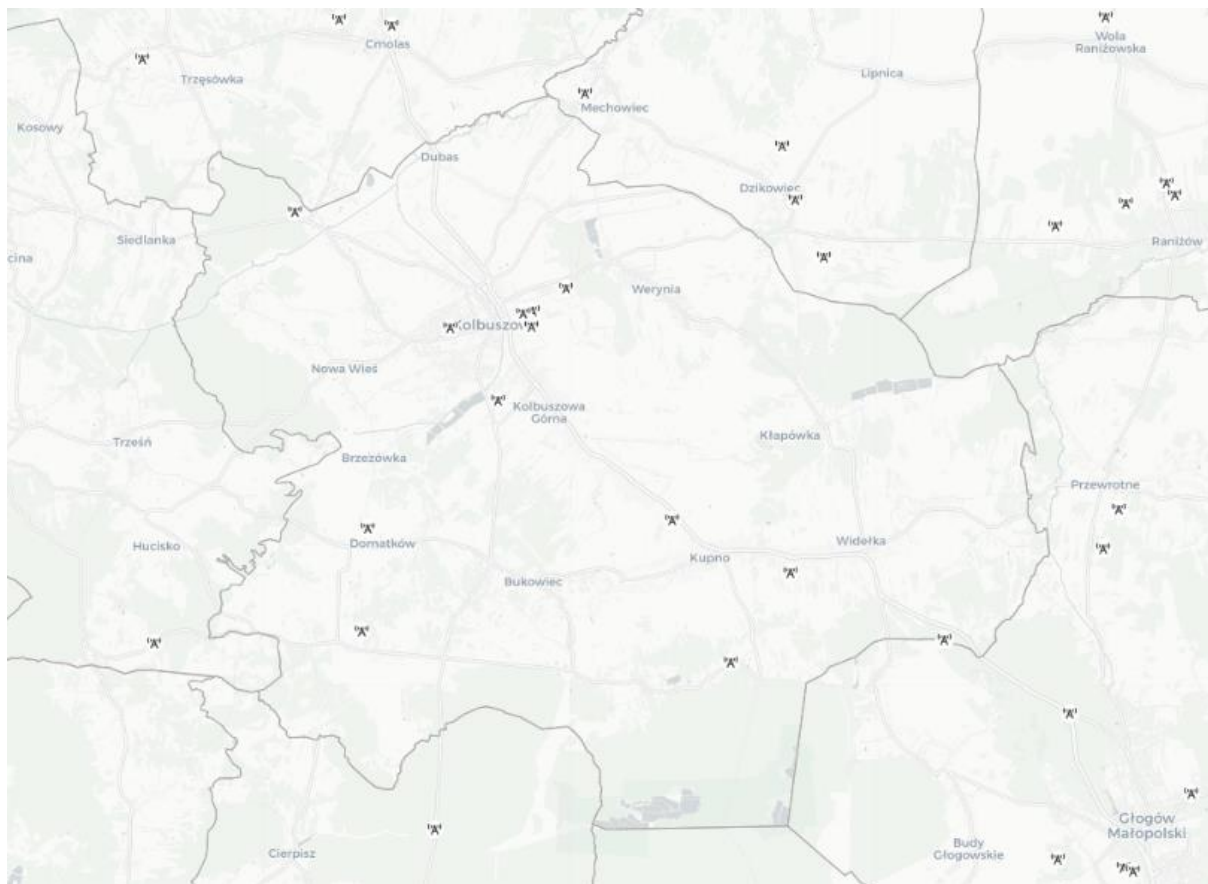 Wola
Raniżowska
Cmolas
Lipnica
Trzęsówka
Mechowiec
Kosowy
Dubas
Dzikowiec
Siedlanka
Raniżów
cina
Werynia
Kolbuszow
Nowa Wieś
Kolbuszowa
Górna
Kłapówka
Trześń
Brzezówka
Przewrotne
Hucisko
Domatków
Widełka
Kupno
Bukowiec
Głogów
Małopolski
Budy
Głogowskie
Cierpisz